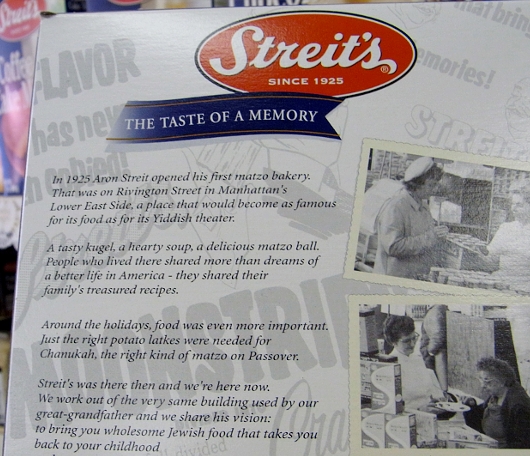 Streit's®
SINCE 1925
THE TASTE OF A MEMORY
FLAVOR
has nev
that bring
memories!
STRE
In 1925 Aron Streit opened his first matzo bakery.
That was on Rivington Street in Manhattan's
Lower East Side, a place that would become as famous
for its food as for its Yiddish theater.
A tasty kugel, a hearty soup, a delicious matzo ball.
People who lived there shared more than dreams of
a better life in America - they shared their
family's treasured recipes.
Around the holidays, food was even more important.
Just the right potato latkes were needed for
Chanukah, the right kind of matzo on Passover.
Streit's was there then and we're here now.
We work out of the very same building used by our
great-grandfather and we share his vision:
to bring you wholesome Jewish food that takes you
back to your childhood
Streit's